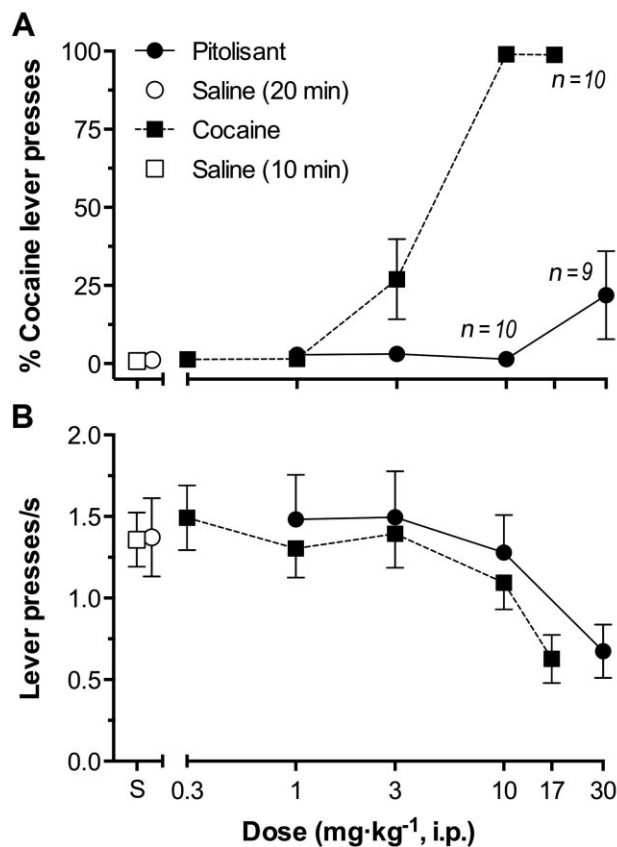 A
Pitolisant
Saline (20 min)
Cocaine
Saline (10 min)
n=10
n=9
n=10
100
75
50
25
0
% Cocaine lever presses
B
2.0
1.5
1.0
0.5
0.0
Lever presses/s
S 0.3 1 3 10 17 30
Dose (mg·kg⁻¹, i.p.)